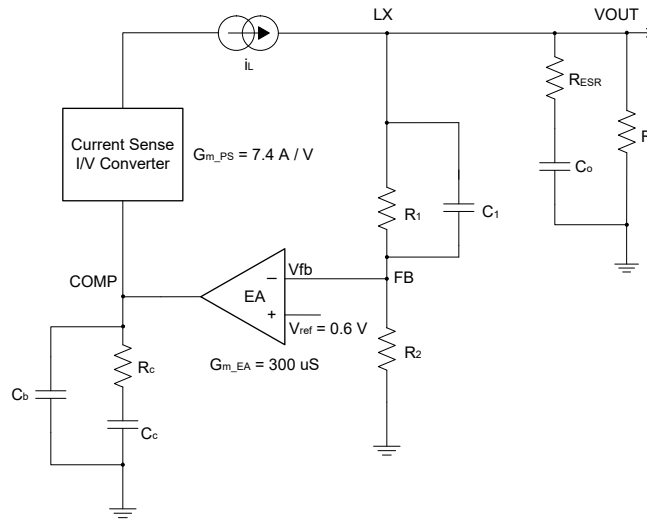 LX
VOUT
iL
RESR
R
Current Sense
I/V Converter
Gm_PS = 7.4 A / V
Co
R1
C1
COMP
Vfb
FB
EA
Vref = 0.6 V
Gm_EA = 300 uS
R2
Rc
Cb
Cc